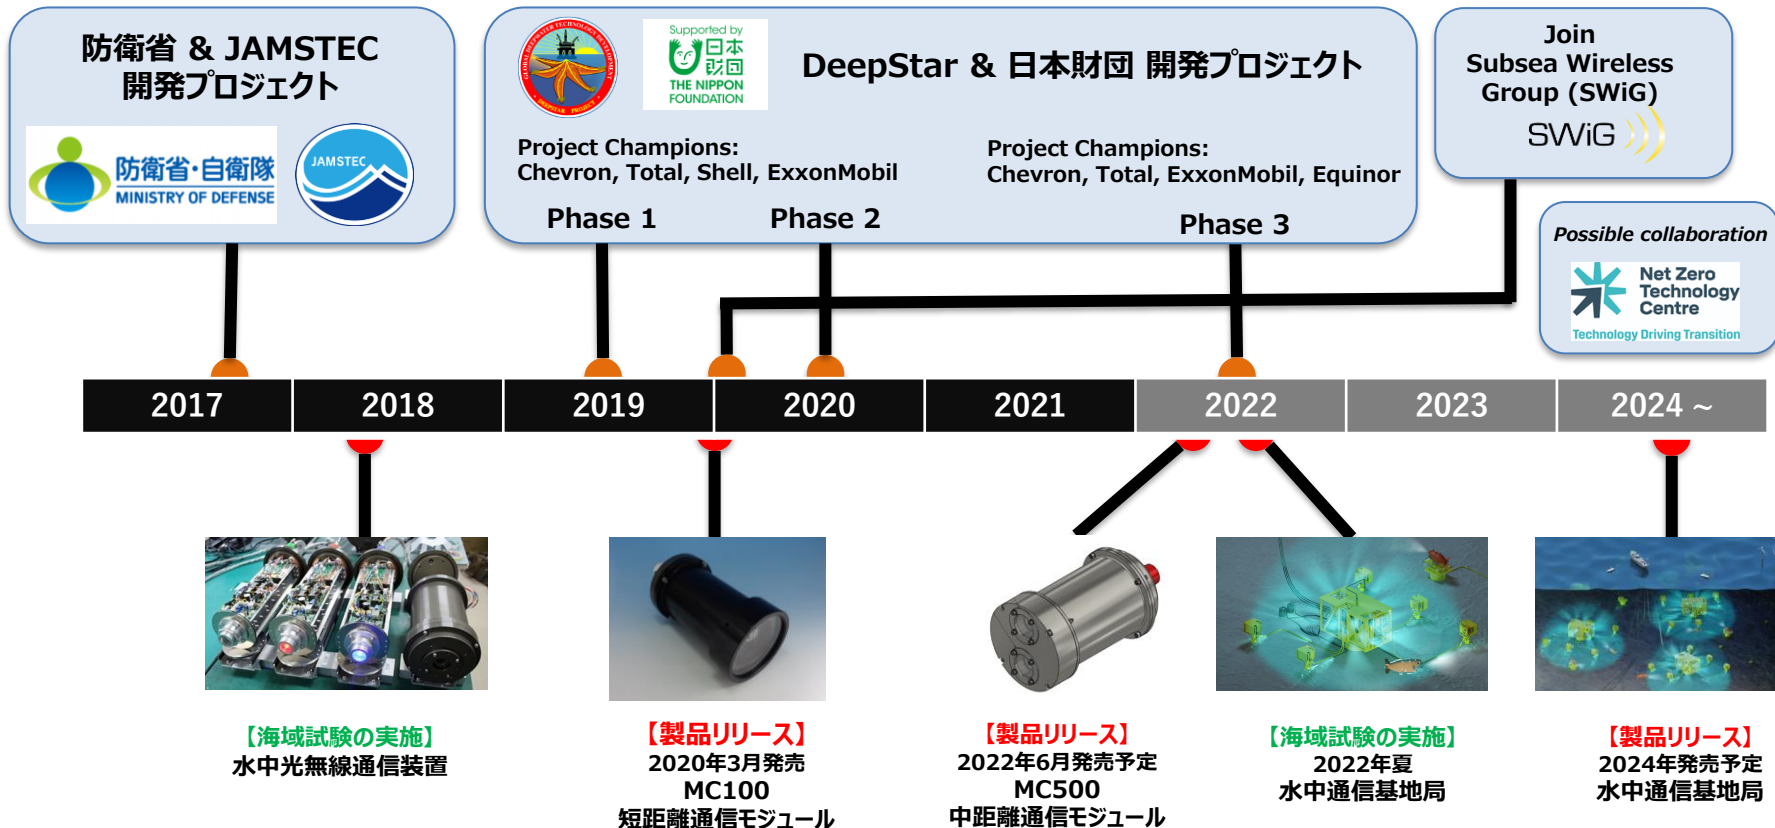 防衛省 & JAMSTEC
開発プロジェクト
防衛省・自衛隊
MINISTRY OF DEFENSE
JAMSTEC
GLOBAL DEEPWATER TECHNOLOGY DEVELOPMENT
DEEPSTAR PROJECT
Supported by
日本
財団
THE NIPPON
FOUNDATION
DeepStar & 日本財団 開発プロジェクト
Project Champions:
Chevron, Total, Shell, ExxonMobil
Project Champions:
Chevron, Total, ExxonMobil, Equinor
Phase 1
Phase 2
Phase 3
Join
Subsea Wireless
Group (SWiG)
SWiG
Possible collaboration
Net Zero
Technology
Centre
Technology Driving Transition
2017
2018
2019
2020
2021
2022
2023
2024 ~
【海域試験の実施】
水中光無線通信装置
【製品リリース】
2020年3月発売
MC100
短距離通信モジュール
【製品リリース】
2022年6月発売予定
MC500
中距離通信モジュール
【海域試験の実施】
2022年夏
水中通信基地局
【製品リリース】
2024年発売予定
水中通信基地局